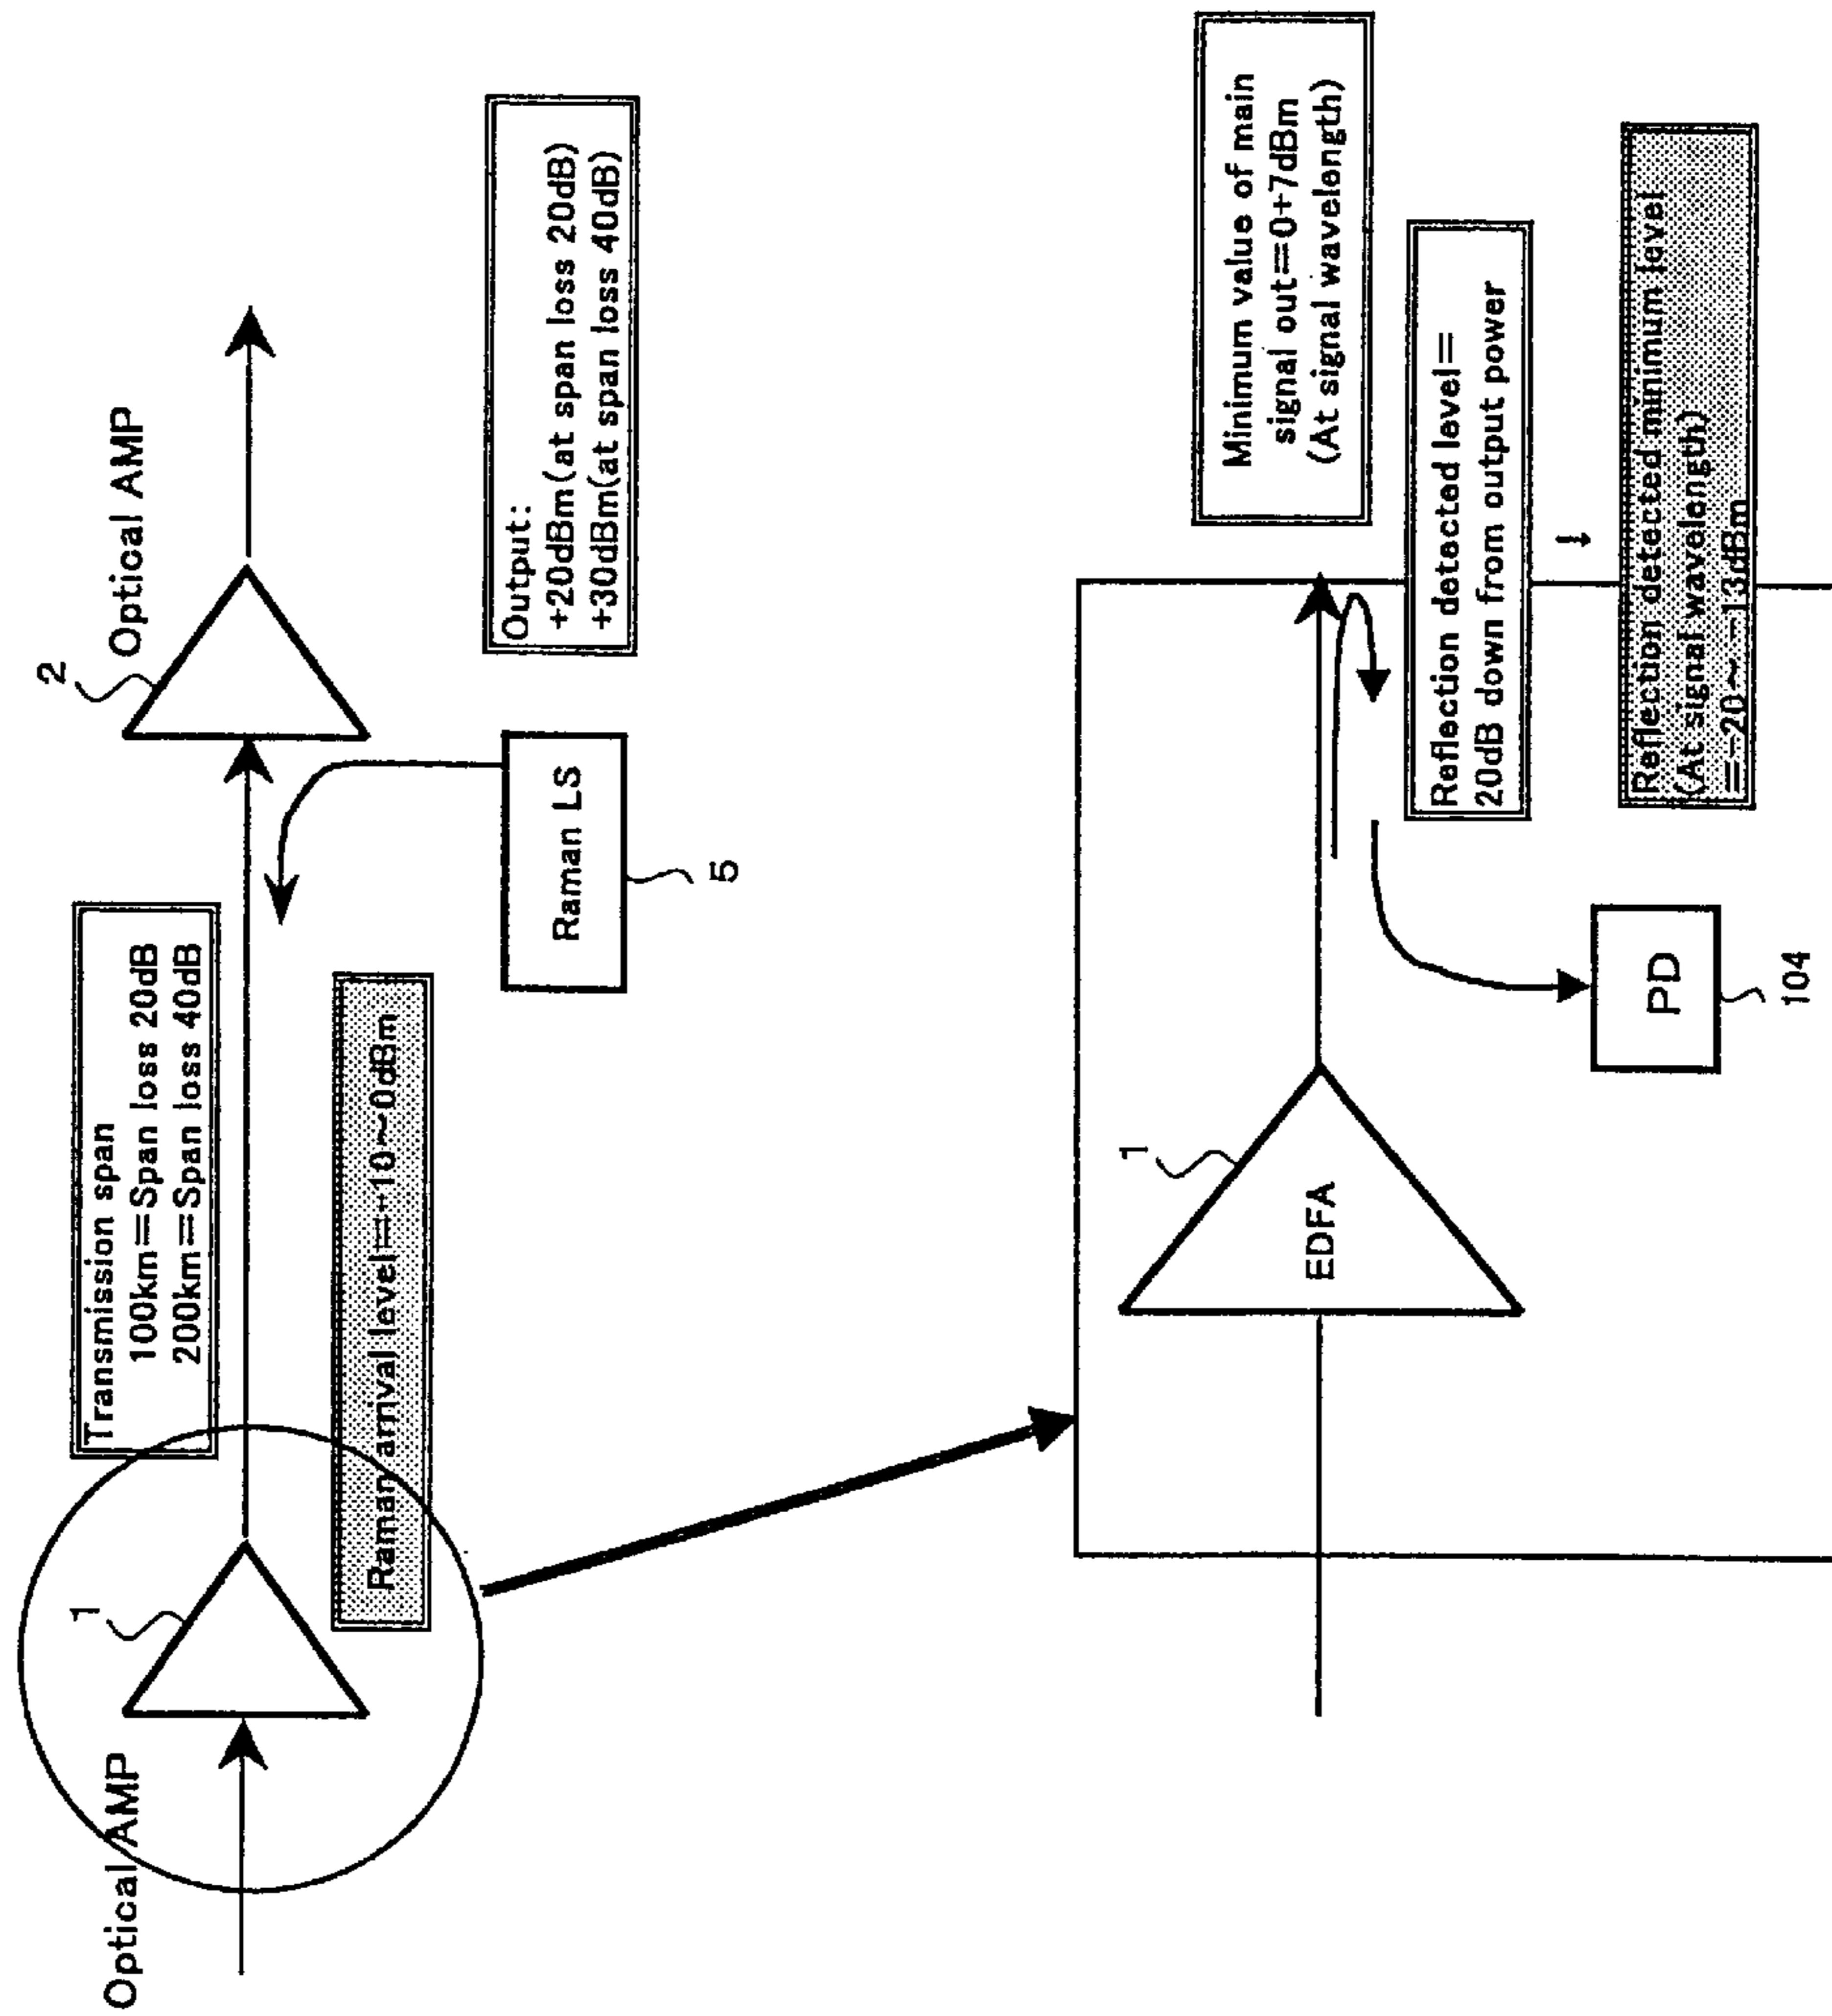 Optical AMP
1
Transmission span
100km=Span loss 20dB
200km=Span loss 40dB
Raman arrival level=-10~0dBm
2
Optical AMP
Raman LS
5
Output:
+20dBm(at span loss 20dB)
+30dBm(at span loss 40dB)
1
EDFA
PD
104
Minimum value of main
signal out=0+7dBm
(At signal wavelength)
Reflection detected level=
20dB down from output power
↓
Reflection detected minimum level
(At signal wavelength)
=-20~-13dBm